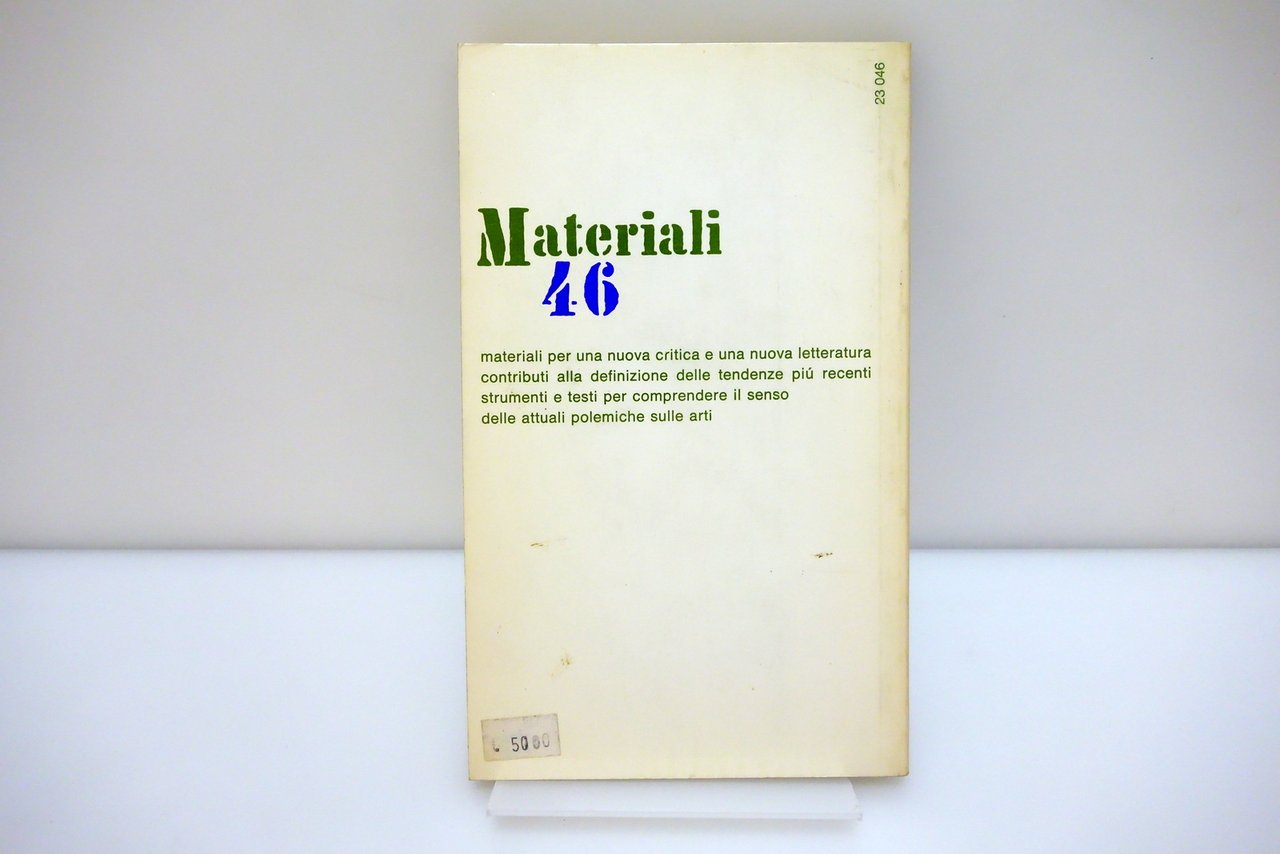 23 046
Materiali
46
materiali per una nuova critica e una nuova letteratura
contributi alla definizione delle tendenze piú recenti
strumenti e testi per comprendere il senso
delle attuali polemiche sulle arti
L 5000